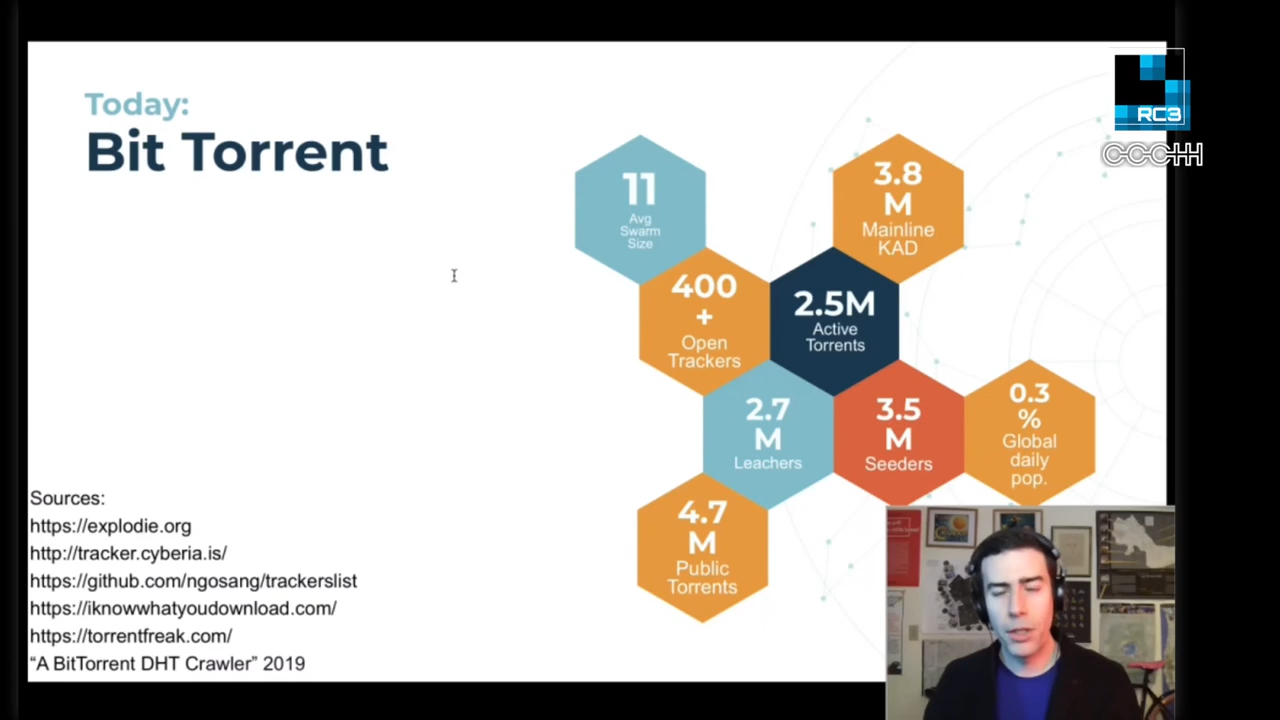 Today:
Bit Torrent
11
Avg
Swarm
Size
3.8
M
Mainline
KAD
400
+
Open
Trackers
2.5M
Active
Torrents
2.7
M
Leachers
3.5
M
Seeders
0.3
%
Global
daily
pop.
4.7
M
Public
Torrents
Sources:
https://explodie.org
http://tracker.cyberia.is/
https://github.com/ngosang/trackerslist
https://iknowwhatyoudownload.com/
https://torrentfreak.com/
“A BitTorrent DHT Crawler” 2019
RC3
CCCHH